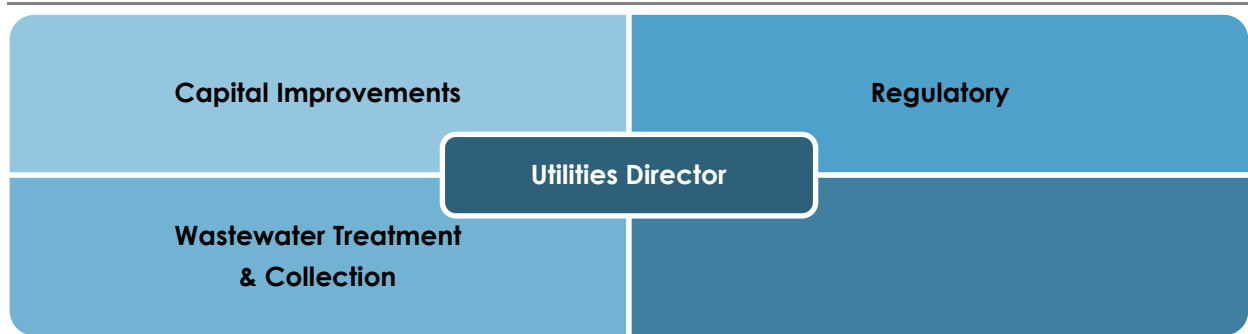 Capital Improvements
Regulatory
Utilities Director
Wastewater Treatment
& Collection